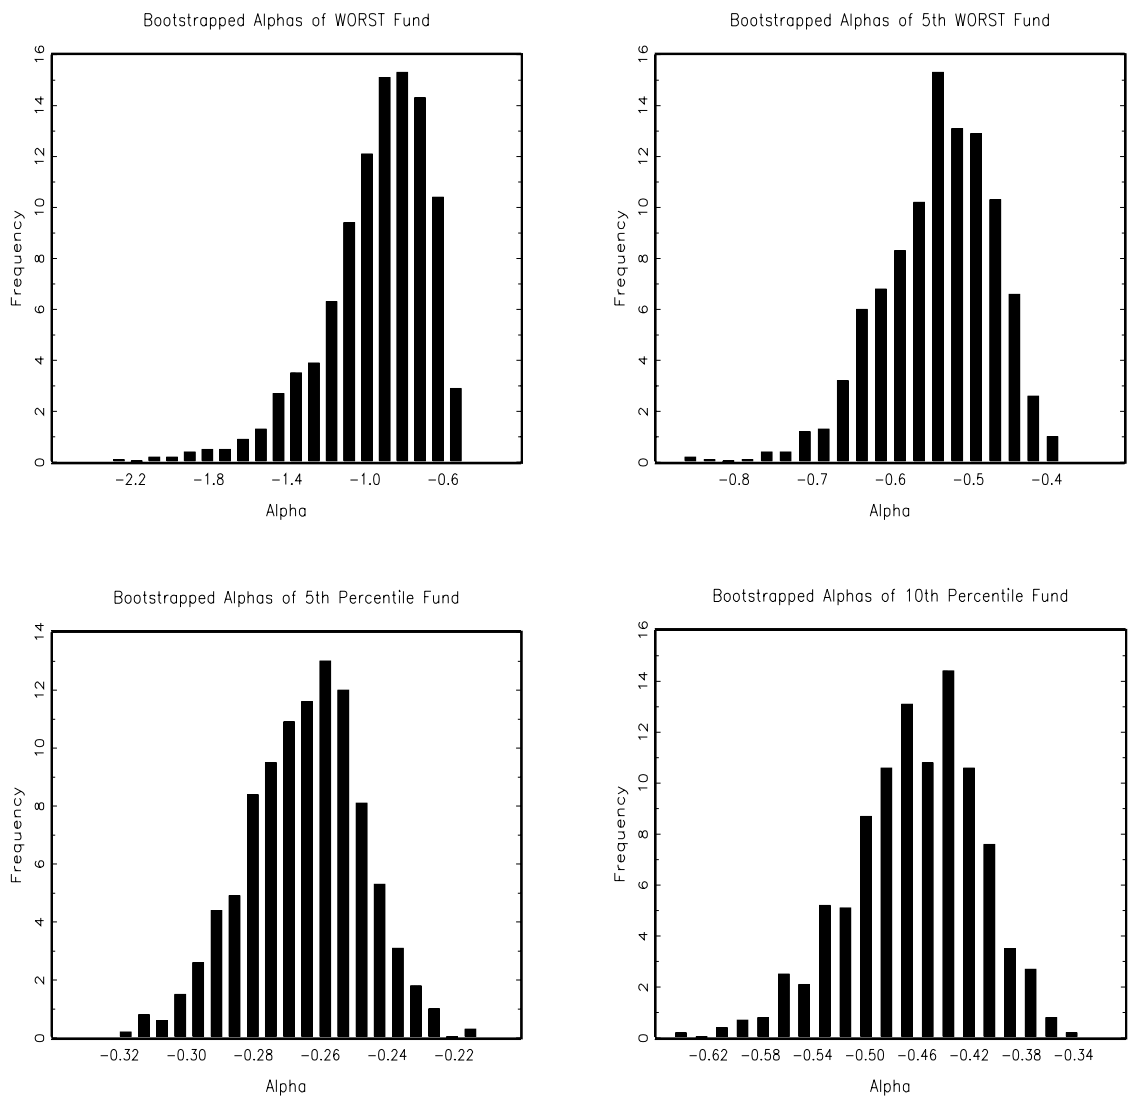 Bootstrapped Alphas of WORST Fund
16
14
12
10
8
6
4
2
0
Frequency
-2.2 -1.8 -1.4 -1.0 -0.6
Alpha
Bootstrapped Alphas of 5th WORST Fund
16
14
12
10
8
6
4
2
0
Frequency
-0.8 -0.7 -0.6 -0.5 -0.4
Alpha
Bootstrapped Alphas of 5th Percentile Fund
14
12
10
8
6
4
2
0
Frequency
-0.32 -0.30 -0.28 -0.26 -0.24 -0.22
Alpha
Bootstrapped Alphas of 10th Percentile Fund
16
14
12
10
8
6
4
2
0
Frequency
-0.62 -0.58 -0.54 -0.50 -0.46 -0.42 -0.38 -0.34
Alpha